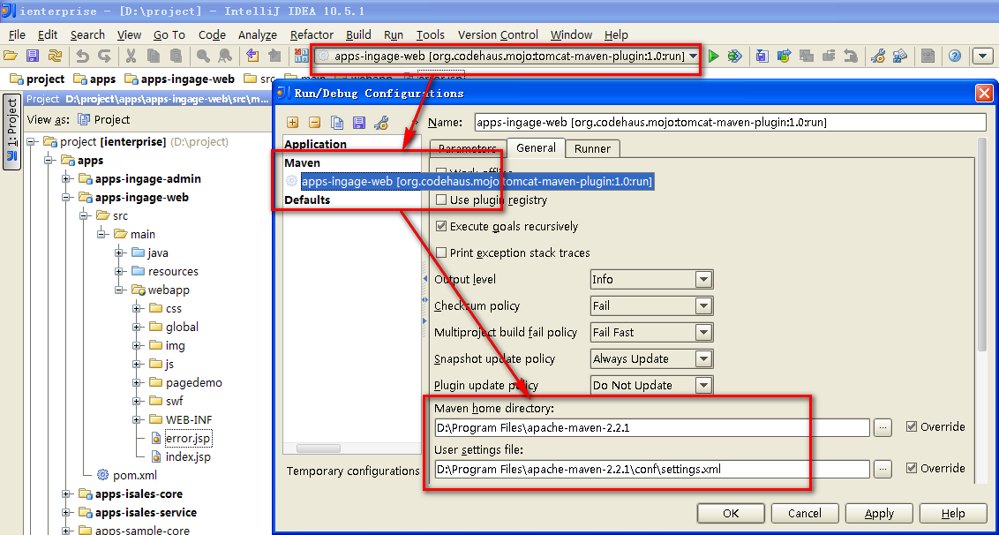 ienterprise - [D:\project] - IntelliJ IDEA 10.5.1
File Edit Search View Go To Code Analyze Refactor Build Run Tools Version Control Window Help
apps-ingage-web [org.codehaus.mojo:tomcat-maven-plugin:1.0:run]
project apps apps-ingage-web src main webapp error.jsp
Project D:\project\apps\apps-ingage-web\src\m...
1: Project
View as: Project
project [ienterprise] (D:\project)
apps
apps-ingage-admin
apps-ingage-web
src
main
java
resources
webapp
css
global
img
js
pagedemo
swf
WEB-INF
error.jsp
index.jsp
pom.xml
apps-isales-core
apps-isales-service
apps-sample-core
Run/Debug Configurations
Name: apps-ingage-web [org.codehaus.mojo:tomcat-maven-plugin:1.0:run]
Application
Maven
apps-ingage-web [org.codehaus.mojo:tomcat-maven-plugin:1.0:run]
Defaults
Temporary configurations
Parameters General Runner
Work offline
Use plugin registry
Execute goals recursively
Print exception stack traces
Output level Info
Checksum policy Fail
Multiproject build fail policy Fail Fast
Snapshot update policy Always Update
Plugin update policy Do Not Update
Maven home directory:
D:\Program Files\apache-maven-2.2.1 ... Override
User settings file:
D:\Program Files\apache-maven-2.2.1\conf\settings.xml ... Override
OK Cancel Apply Help